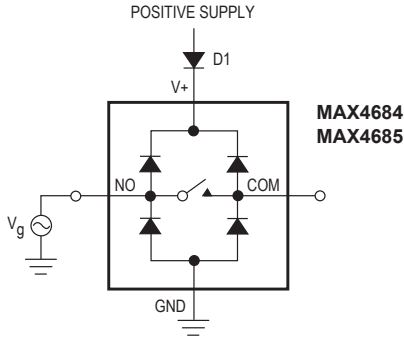 POSITIVE SUPPLY
D1
V+
MAX4684
MAX4685
NO
COM
Vg
GND